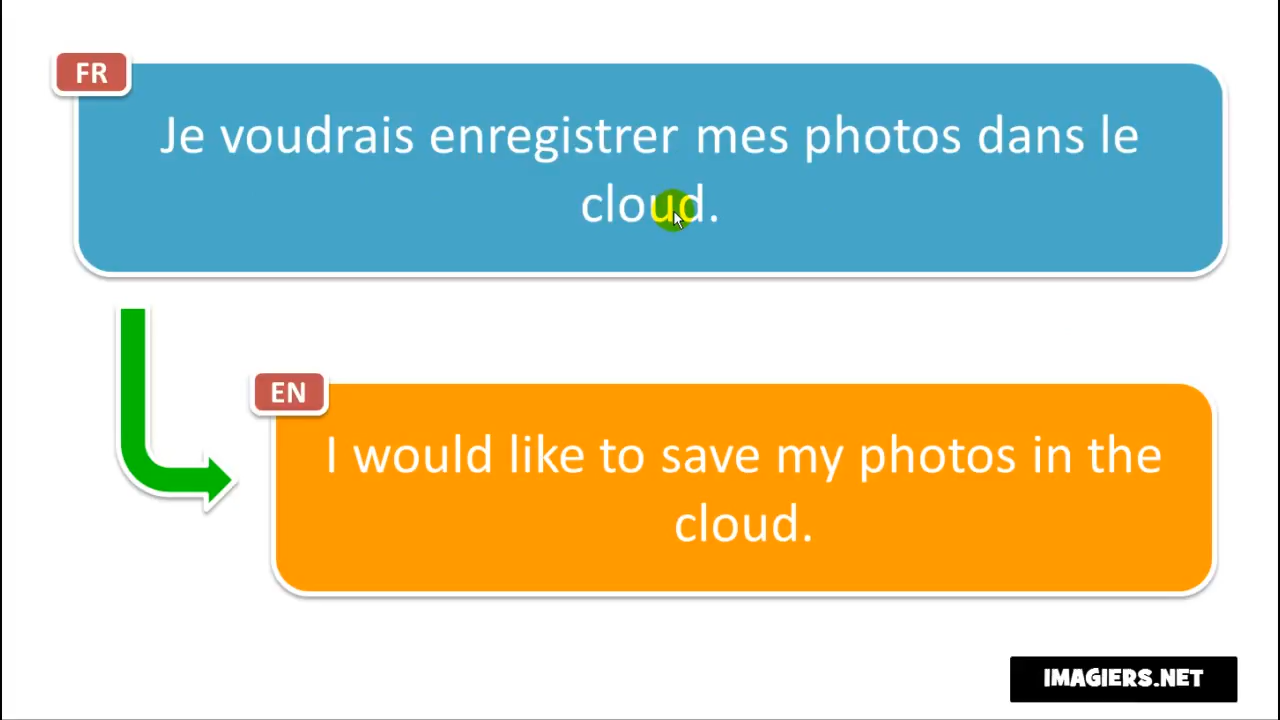 FR
Je voudrais enregistrer mes photos dans le
cloud.
EN
I would like to save my photos in the
cloud.
IMAGIERS.NET